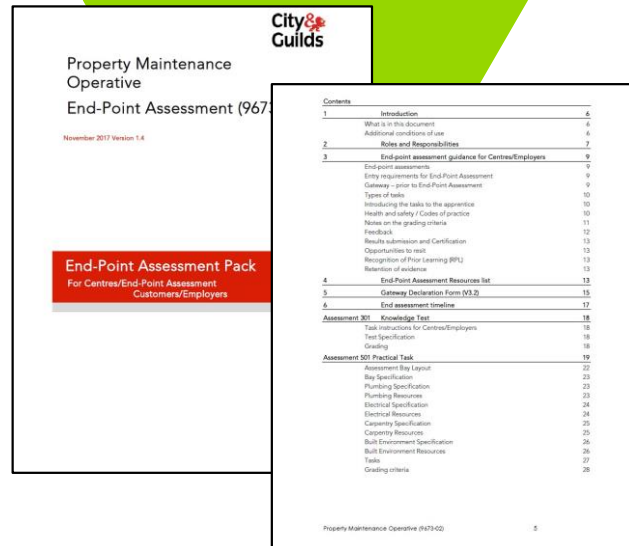 City&
Guilds
Property Maintenance
Operative
End-Point Assessment (967
November 2017 Version 1.4
End-Point Assessment Pack
For Centres/End-Point Assessment
Customers/Employers
Contents
1 Introduction 6
What is in this document 6
Additional conditions of use 6
2 Roles and Responsibilities 7
3 End-point assessment guidance for Centres/Employers 9
End-point assessments 9
Entry requirements for End-Point Assessment 9
Gateway – prior to End-Point Assessment 9
Types of tasks 10
Introducing the tasks to the apprentice 10
Health and safety / Codes of practice 10
Notes on the grading criteria 11
Feedback 12
Results submission and Certification 13
Opportunities to resit 13
Recognition of Prior Learning (RPL) 13
Retention of evidence 13
4 End-Point Assessment Resources list 13
5 Gateway Declaration Form (V3.2) 15
6 End assessment timeline 17
Assessment 301 Knowledge Test 18
Task instructions for Centres/Employers 18
Test Specification 18
Grading 18
Assessment 501 Practical Task 19
Assessment Bay Layout 22
Bay Specification 23
Plumbing Specification 23
Plumbing Resources 23
Electrical Specification 24
Electrical Resources 24
Carpentry Specification 25
Carpentry Resources 25
Built Environment Specification 26
Built Environment Resources 26
Tasks 27
Grading criteria 28
Property Maintenance Operative (9673-02) 5